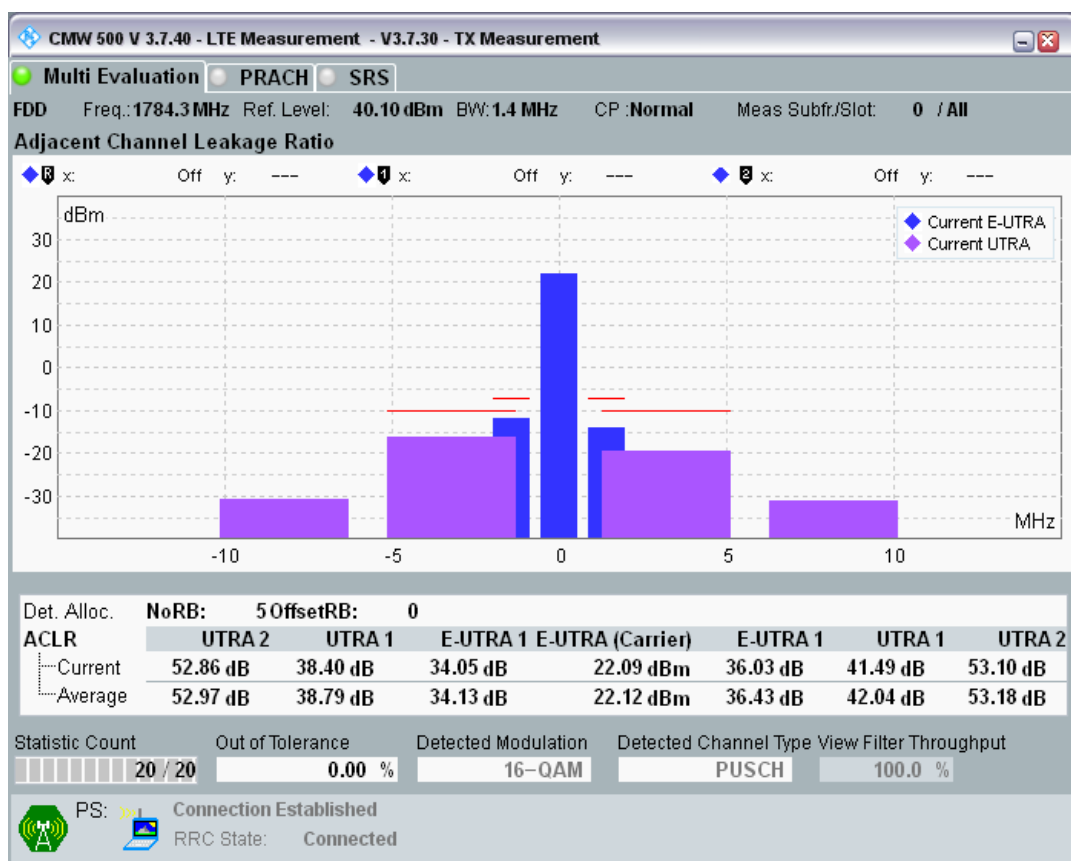 CMW 500 V 3.7.40 - LTE Measurement - V3.7.30 - TX Measurement
Multi Evaluation PRACH SRS
FDD Freq.: 1784.3 MHz Ref. Level: 40.10 dBm BW: 1.4 MHz CP :Normal Meas Subfr./Slot: 0 / All
Adjacent Channel Leakage Ratio
R x: Off y: --- 1 x: Off y: --- 2 x: Off y: ---
dBm
Current E-UTRA
Current UTRA
30
20
10
0
-10
-20
-30
MHz
-10 -5 0 5 10
Det. Alloc. NoRB: 5 OffsetRB: 0
ACLR UTRA 2 UTRA 1 E-UTRA 1 E-UTRA (Carrier) E-UTRA 1 UTRA 1 UTRA 2
Current 52.86 dB 38.40 dB 34.05 dB 22.09 dBm 36.03 dB 41.49 dB 53.10 dB
Average 52.97 dB 38.79 dB 34.13 dB 22.12 dBm 36.43 dB 42.04 dB 53.18 dB
Statistic Count Out of Tolerance Detected Modulation Detected Channel Type View Filter Throughput
20 / 20 0.00 % 16-QAM PUSCH 100.0 %
PS: Connection Established
RRC State: Connected